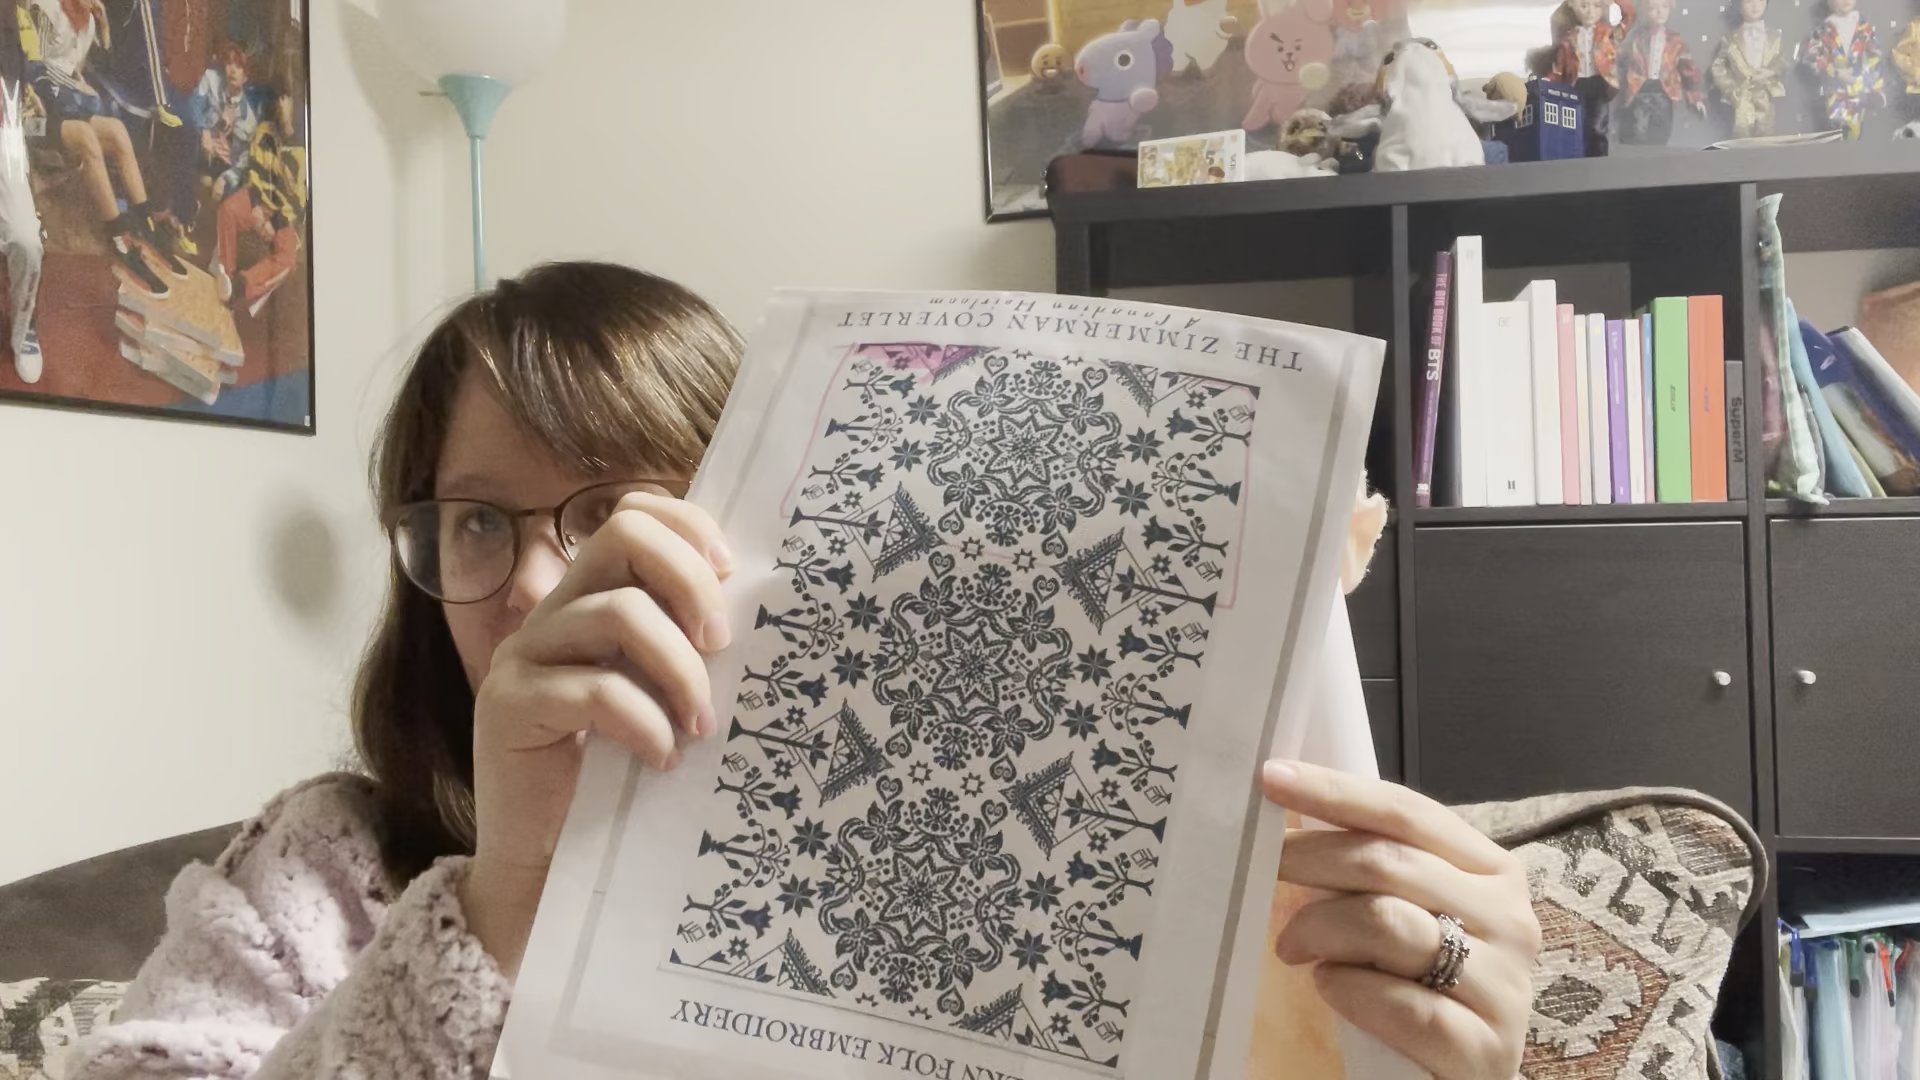 THE ZIMMERMAN COVERLET
A Canadian Heirloom
FOLK EMBROIDERY
THE BIG BOOK OF BTS
SuperM